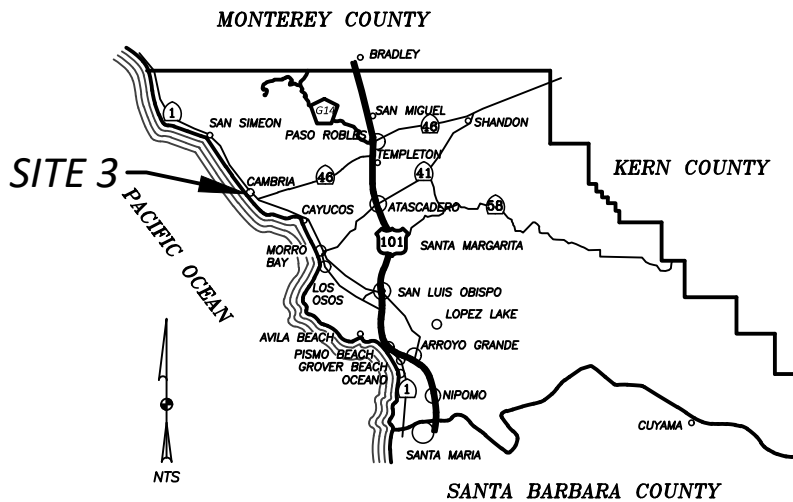 MONTEREY COUNTY
BRADLEY
1
G14
SAN MIGUEL
SAN SIMEON
PASO ROBLES
46
SHANDON
TEMPLETON
KERN COUNTY
SITE 3
CAMBRIA
46
41
CAYUCOS
ATASCADERO
58
PACIFIC OCEAN
101
SANTA MARGARITA
MORRO
BAY
LOS
OSOS
SAN LUIS OBISPO
LOPEZ LAKE
AVILA BEACH
ARROYO GRANDE
PISMO BEACH
GROVER BEACH
OCEANO
1
NIPOMO
CUYAMA
SANTA MARIA
NTS
SANTA BARBARA COUNTY